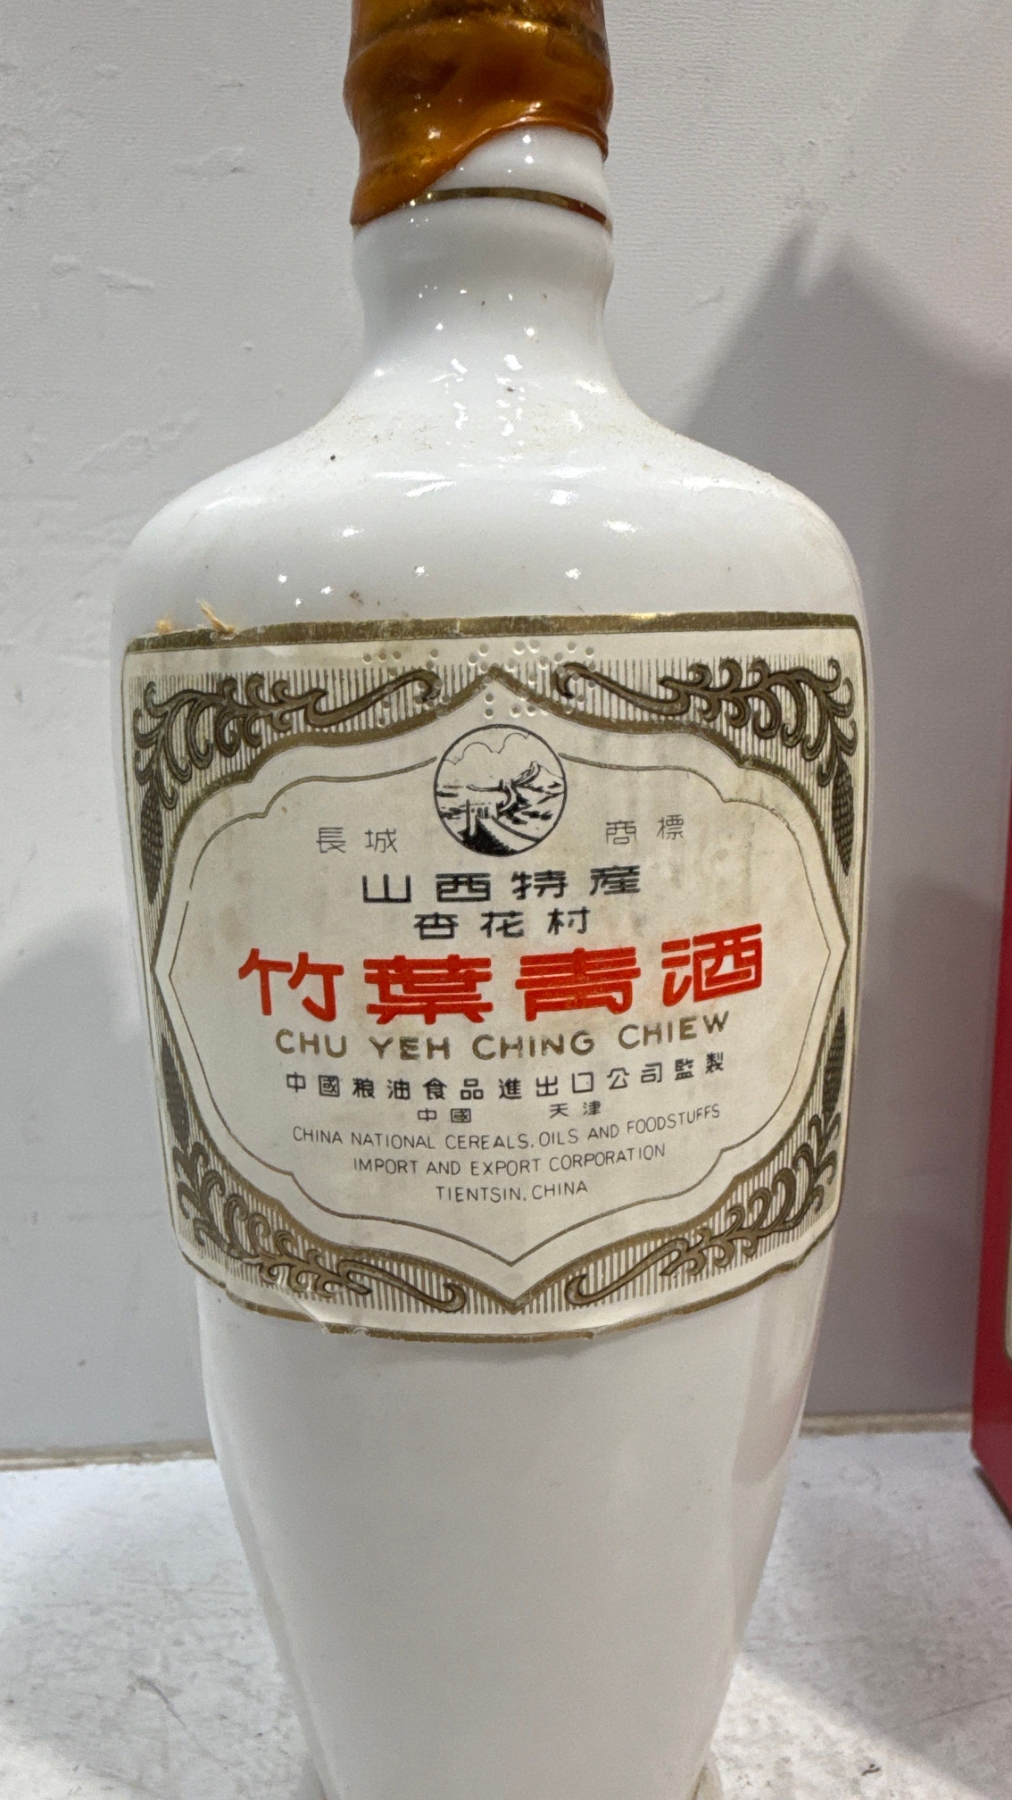 長城 商標
山西特產
杏花村
竹葉青酒
CHU YEH CHING CHIEW
中國粮油食品進出口公司監製
中國 天津
CHINA NATIONAL CEREALS, OILS AND FOODSTUFFS
IMPORT AND EXPORT CORPORATION
TIENTSIN, CHINA